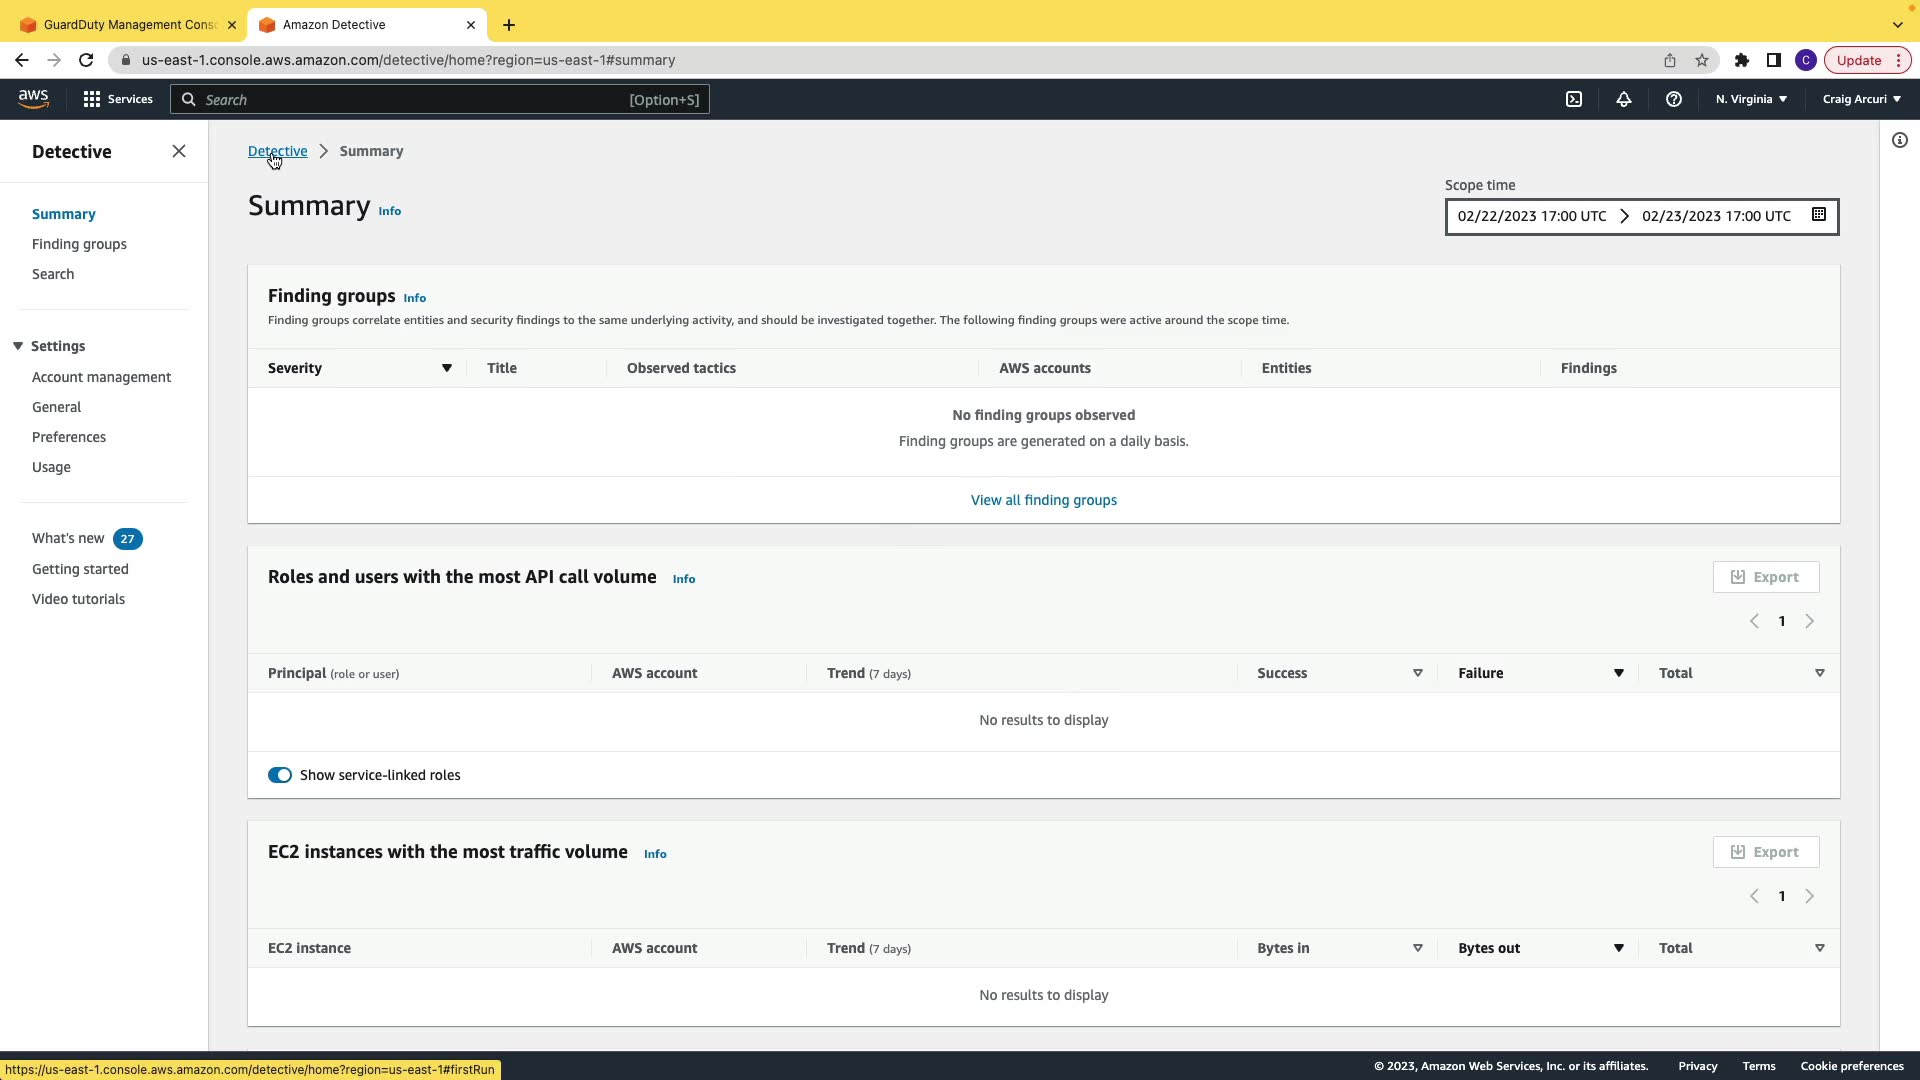 GuardDuty Management Conso
Amazon Detective
us-east-1.console.aws.amazon.com/detective/home?region=us-east-1#summary
C
Update
aws
Services
Search
[Option+S]
N. Virginia
Craig Arcuri
Detective
Summary
Finding groups
Search
Settings
Account management
General
Preferences
Usage
What's new 27
Getting started
Video tutorials
Detective > Summary
Summary Info
Scope time
02/22/2023 17:00 UTC > 02/23/2023 17:00 UTC
Finding groups Info
Finding groups correlate entities and security findings to the same underlying activity, and should be investigated together. The following finding groups were active around the scope time.
Severity Title Observed tactics AWS accounts Entities Findings
No finding groups observed
Finding groups are generated on a daily basis.
View all finding groups
Roles and users with the most API call volume Info
Export
1
Principal (role or user) AWS account Trend (7 days) Success Failure Total
No results to display
Show service-linked roles
EC2 instances with the most traffic volume Info
Export
1
EC2 instance AWS account Trend (7 days) Bytes in Bytes out Total
No results to display
https://us-east-1.console.aws.amazon.com/detective/home?region=us-east-1#firstRun
© 2023, Amazon Web Services, Inc. or its affiliates. Privacy Terms Cookie preferences